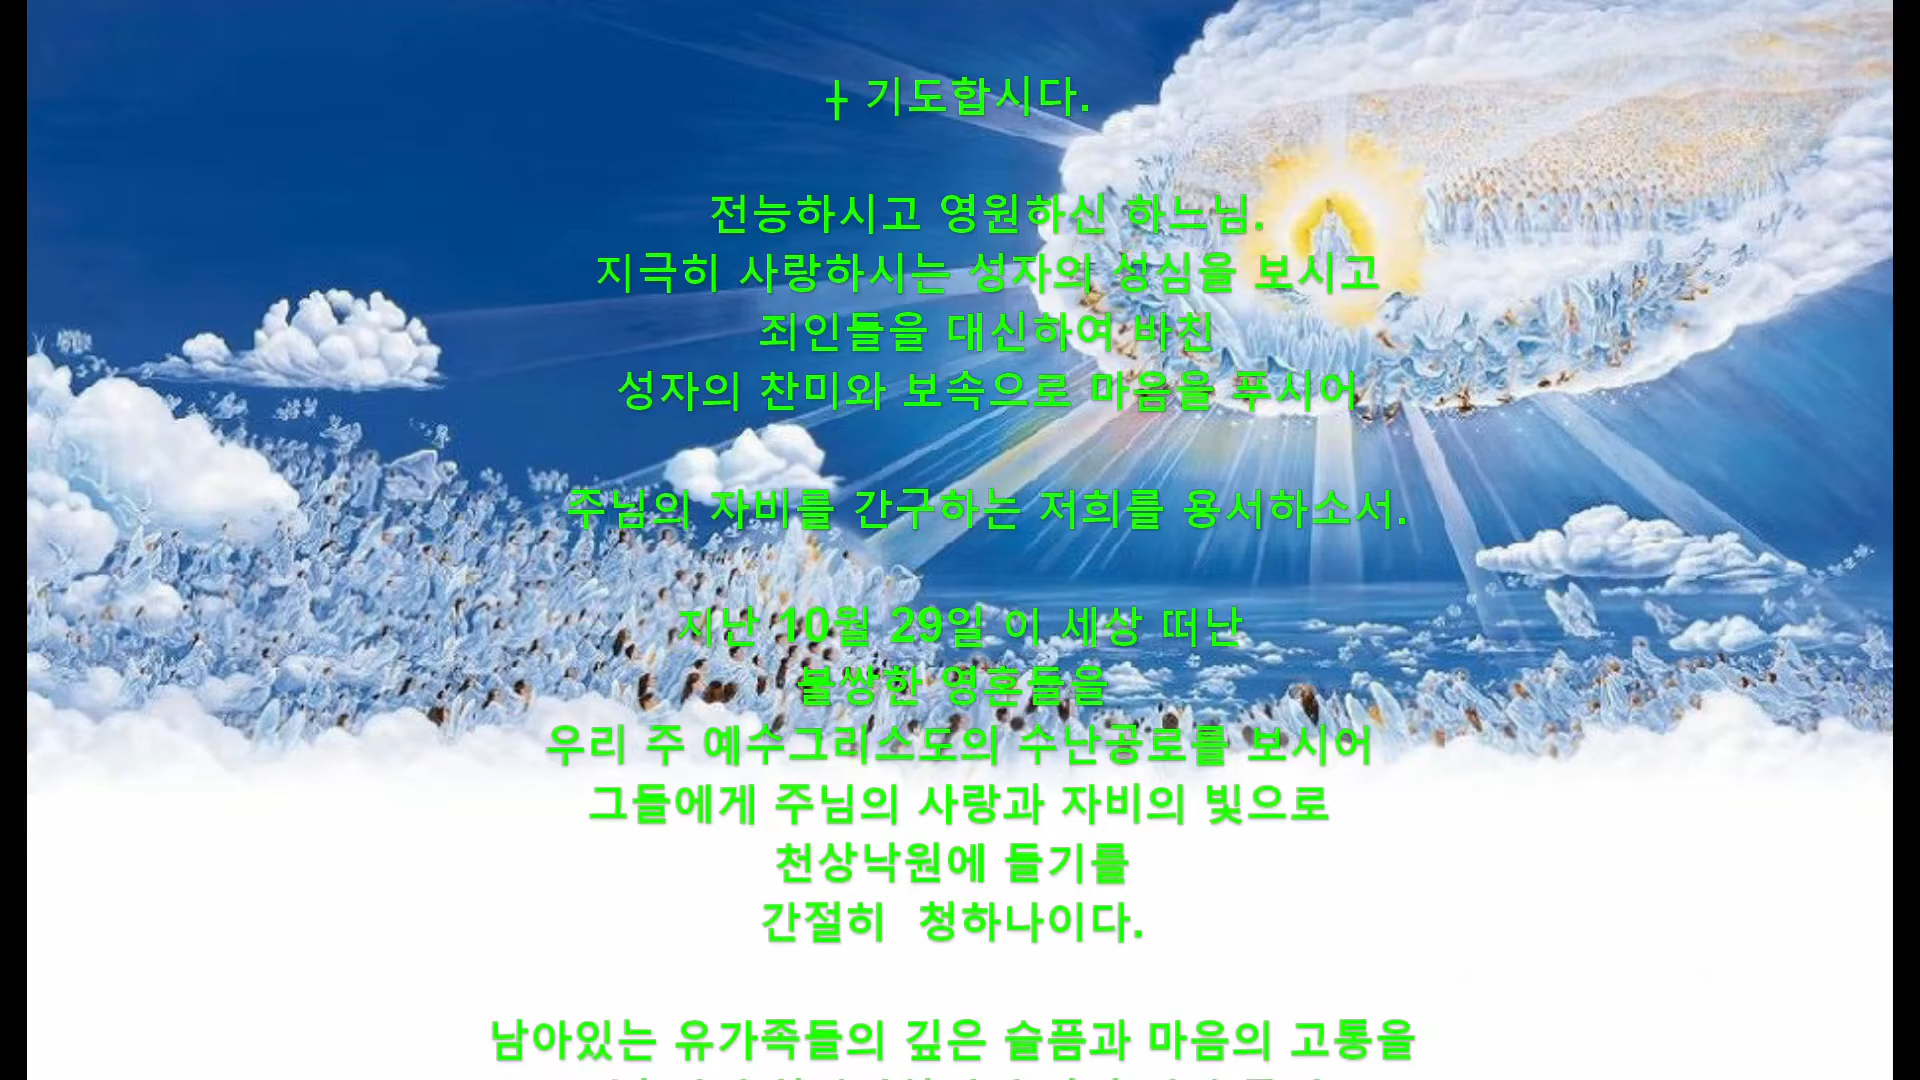 ╁ 기도합시다.
전능하시고 영원하신 하느님.
지극히 사랑하시는 성자의 성심을 보시고
죄인들을 대신하여 바친
성자의 찬미와 보속으로 마음을 푸시어
주님의 자비를 간구하는 저희를 용서하소서.
지난 10월 29일 이 세상 떠난
불쌍한 영혼들을
우리 주 예수그리스도의 수난공로를 보시어
그들에게 주님의 사랑과 자비의 빛으로
천상낙원에 들기를
간절히 청하나이다.
남아있는 유가족들의 깊은 슬픔과 마음의 고통을